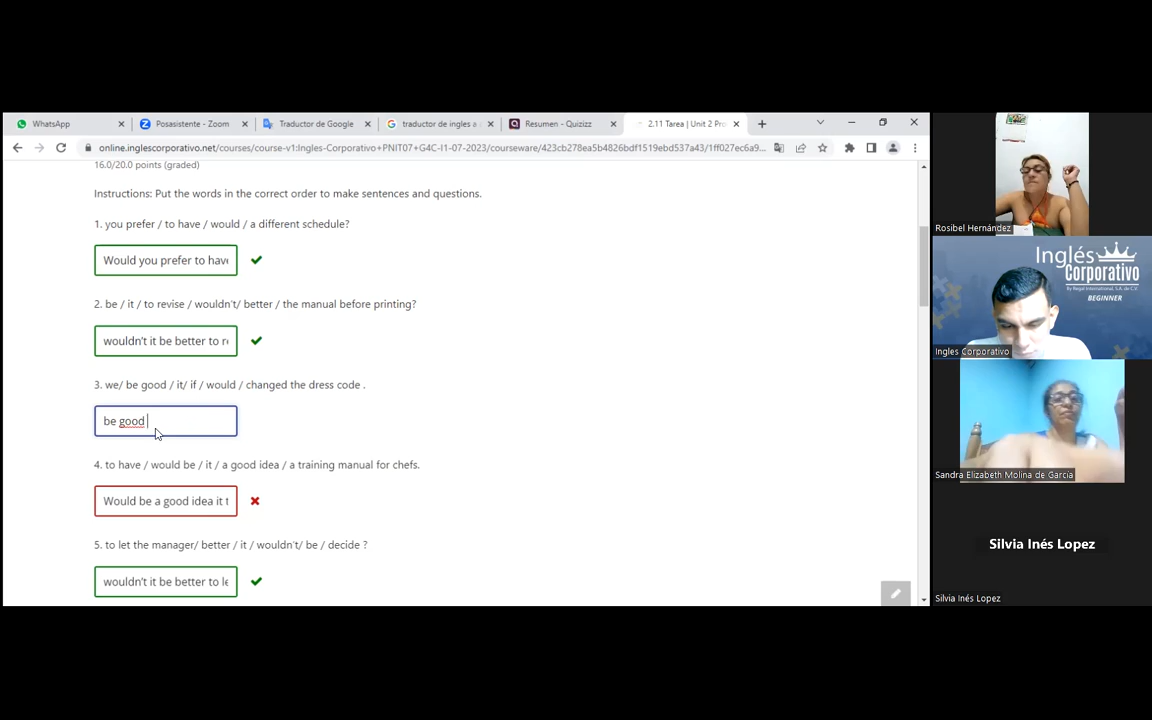 WhatsApp
Posasistente - Zoom
Traductor de Google
traductor de ingles a
Resumen - Quizizz
2.11 Tarea | Unit 2 Pro
online.inglescorporativo.net/courses/course-v1:Ingles-Corporativo+PNIT07+G4C-I1-07-2023/courseware/423cb278ea5b4826bdf1519ebd537a43/1ff027ec6a9...
16.0/20.0 points (graded)
Instructions: Put the words in the correct order to make sentences and questions.
1. you prefer / to have / would / a different schedule?
Would you prefer to have
2. be / it / to revise / wouldn't/ better / the manual before printing?
wouldn't it be better to re
3. we/ be good / it/ if / would / changed the dress code .
be good
4. to have / would be / it / a good idea / a training manual for chefs.
Would be a good idea it t
5. to let the manager/ better / it / wouldn't/ be / decide ?
wouldn't it be better to le
Rosibel Hernández
Inglés
Corporativo
By Regal International, S.A. de C.V.
BEGINNER
Ingles Corporativo
Sandra Elizabeth Molina de Garcia
Silvia Inés Lopez
Silvia Inés Lopez